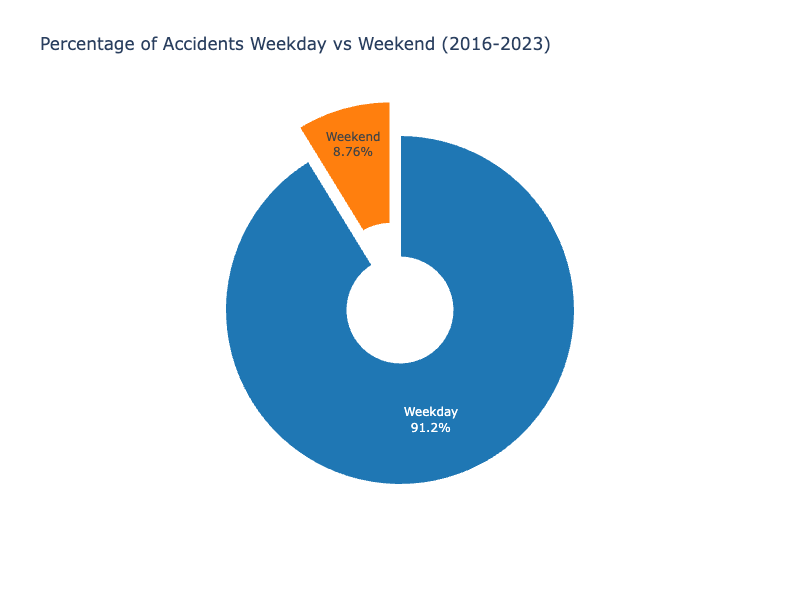 Percentage of Accidents Weekday vs Weekend (2016-2023)
Weekend
8.76%
Weekday
91.2%